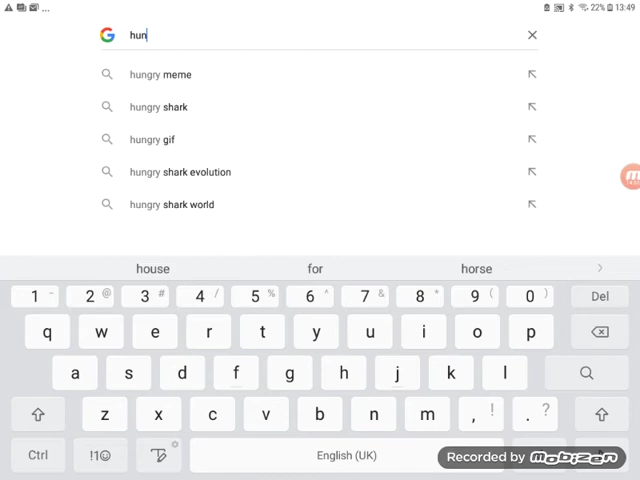 ... 22% 13:49
hun
hungry meme
hungry shark
hungry gif
hungry shark evolution
hungry shark world
house for horse
1 - 2 @ 3 # 4 / 5 % 6 ^ 7 & 8 * 9 ( 0 ) Del
q w e r t y u i o p
a s d f g h j k l
z x c v b n m , ! . ?
Ctrl !1☺ T English (UK)
Recorded by mobizen